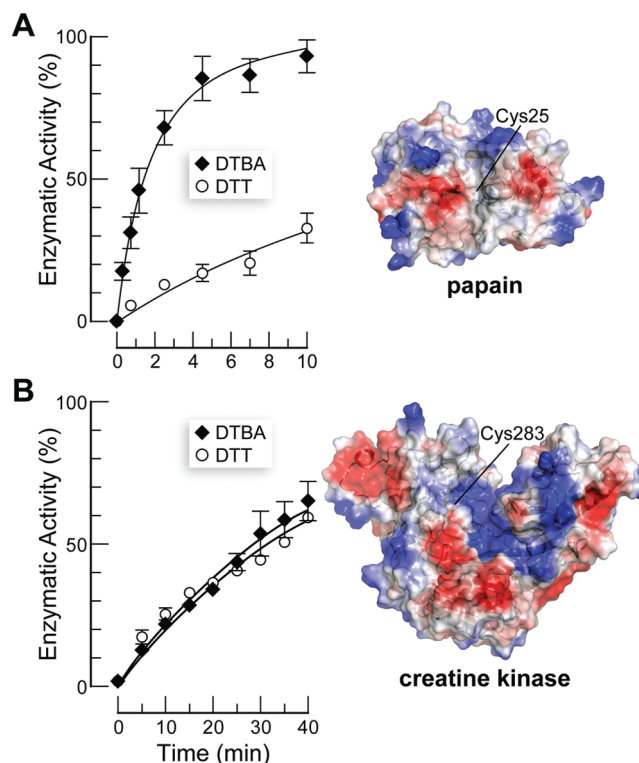 A
Enzymatic Activity (%)
100
50
0
DTBA
DTT
0 2 4 6 8 10
Cys25
papain
B
Enzymatic Activity (%)
100
50
0
DTBA
DTT
0 10 20 30 40
Time (min)
Cys283
creatine kinase